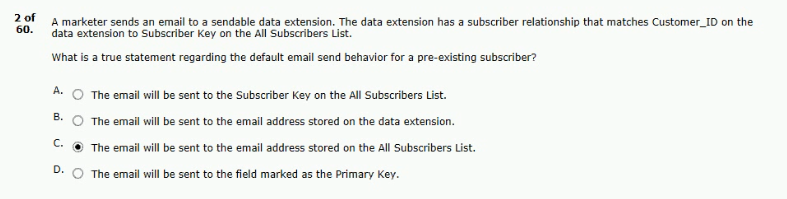 2 of
60.
A marketer sends an email to a sendable data extension. The data extension has a subscriber relationship that matches Customer_ID on the
data extension to Subscriber Key on the All Subscribers List.
What is a true statement regarding the default email send behavior for a pre-existing subscriber?
A. The email will be sent to the Subscriber Key on the All Subscribers List.
B. The email will be sent to the email address stored on the data extension.
C. The email will be sent to the email address stored on the All Subscribers List.
D. The email will be sent to the field marked as the Primary Key.